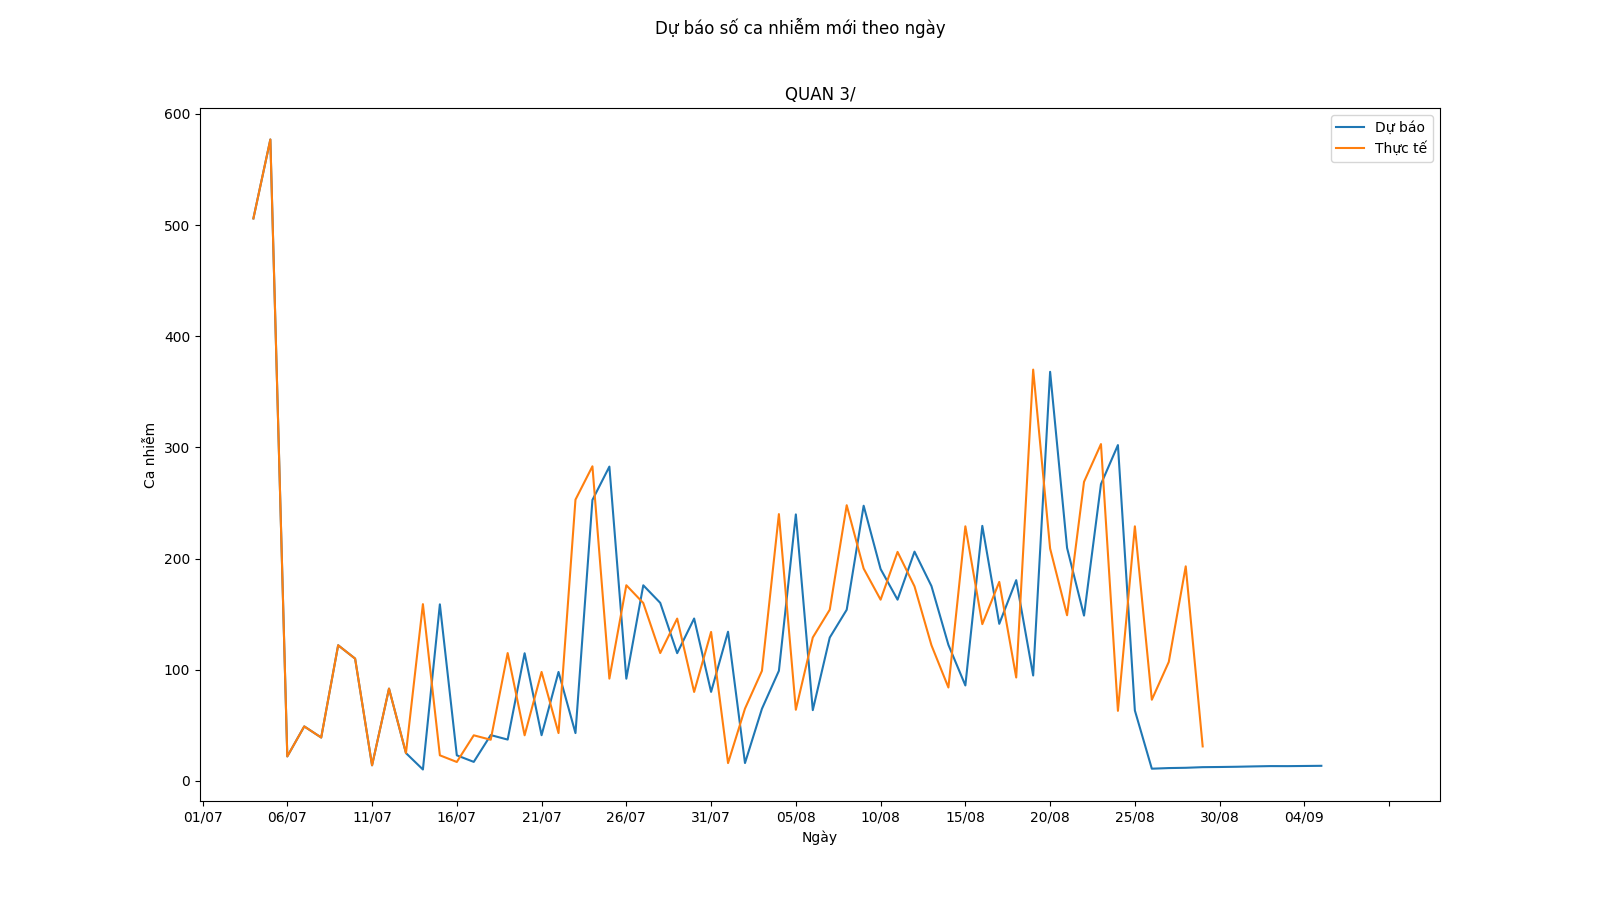 Dự báo số ca nhiễm mới theo ngày
QUAN 3/
Dự báo
Thực tế
600
500
400
300
200
100
0
Ca nhiễm
01/07 06/07 11/07 16/07 21/07 26/07 31/07 05/08 10/08 15/08 20/08 25/08 30/08 04/09
Ngày